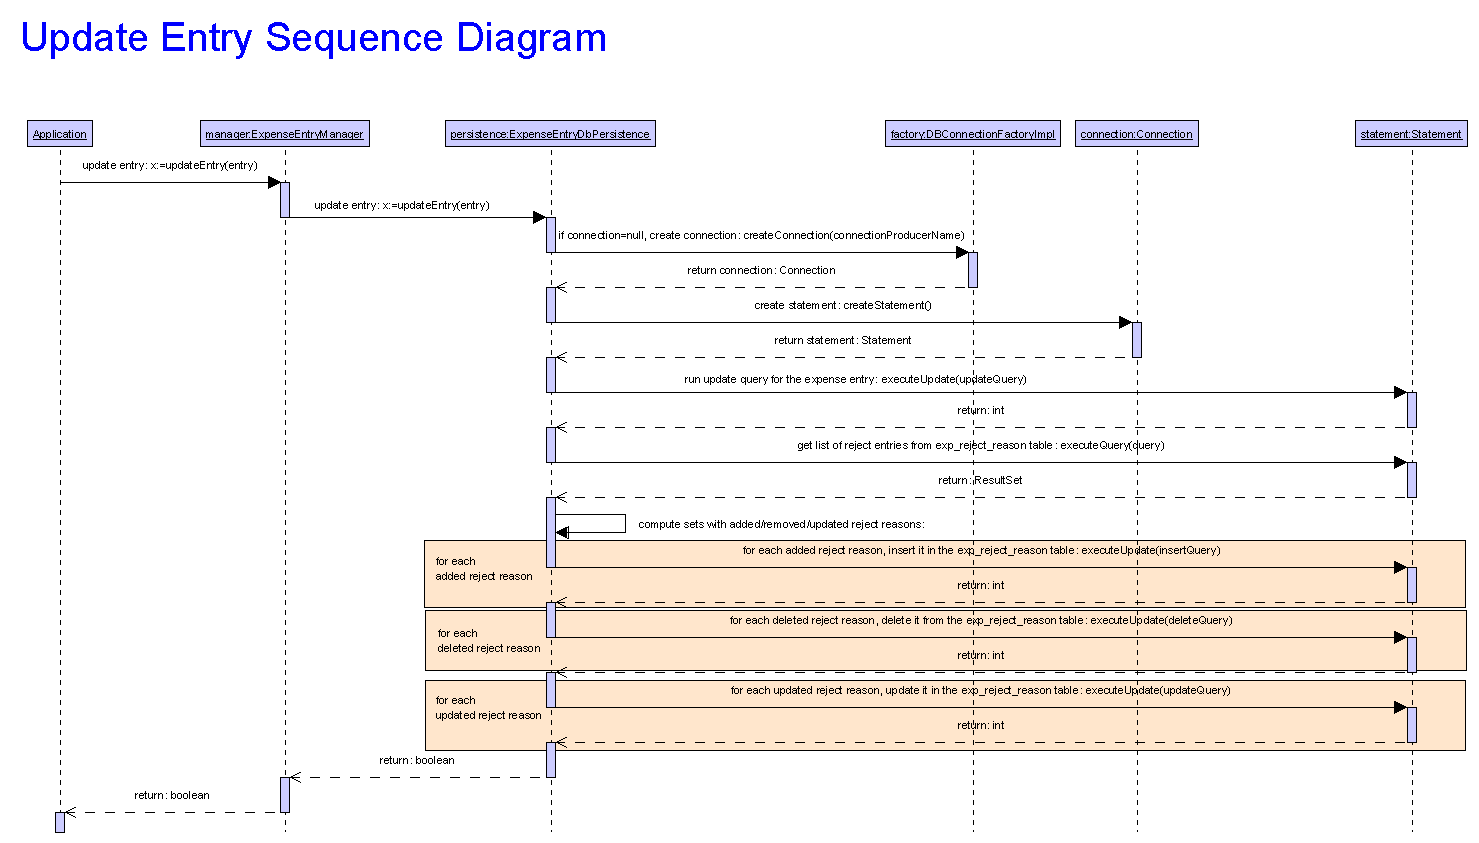 Update Entry Sequence Diagram
Application
manager:ExpenseEntryManager
persistence:ExpenseEntryDbPersistence
factory:DBConnectionFactoryImpl
connection:Connection
statement:Statement
update entry: x:=updateEntry(entry)
update entry: x:=updateEntry(entry)
if connection=null, create connection: createConnection(connectionProducerName)
return connection: Connection
create statement: createStatement()
return statement: Statement
run update query for the expense entry: executeUpdate(updateQuery)
return: int
get list of reject entries from exp_reject_reason table: executeQuery(query)
return: ResultSet
compute sets with added/removed/updated reject reasons:
for each
added reject reason
for each added reject reason, insert it in the exp_reject_reason table: executeUpdate(insertQuery)
return: int
for each
deleted reject reason
for each deleted reject reason, delete it from the exp_reject_reason table: executeUpdate(deleteQuery)
return: int
for each
updated reject reason
for each updated reject reason, update it in the exp_reject_reason table: executeUpdate(updateQuery)
return: int
return: boolean
return: boolean